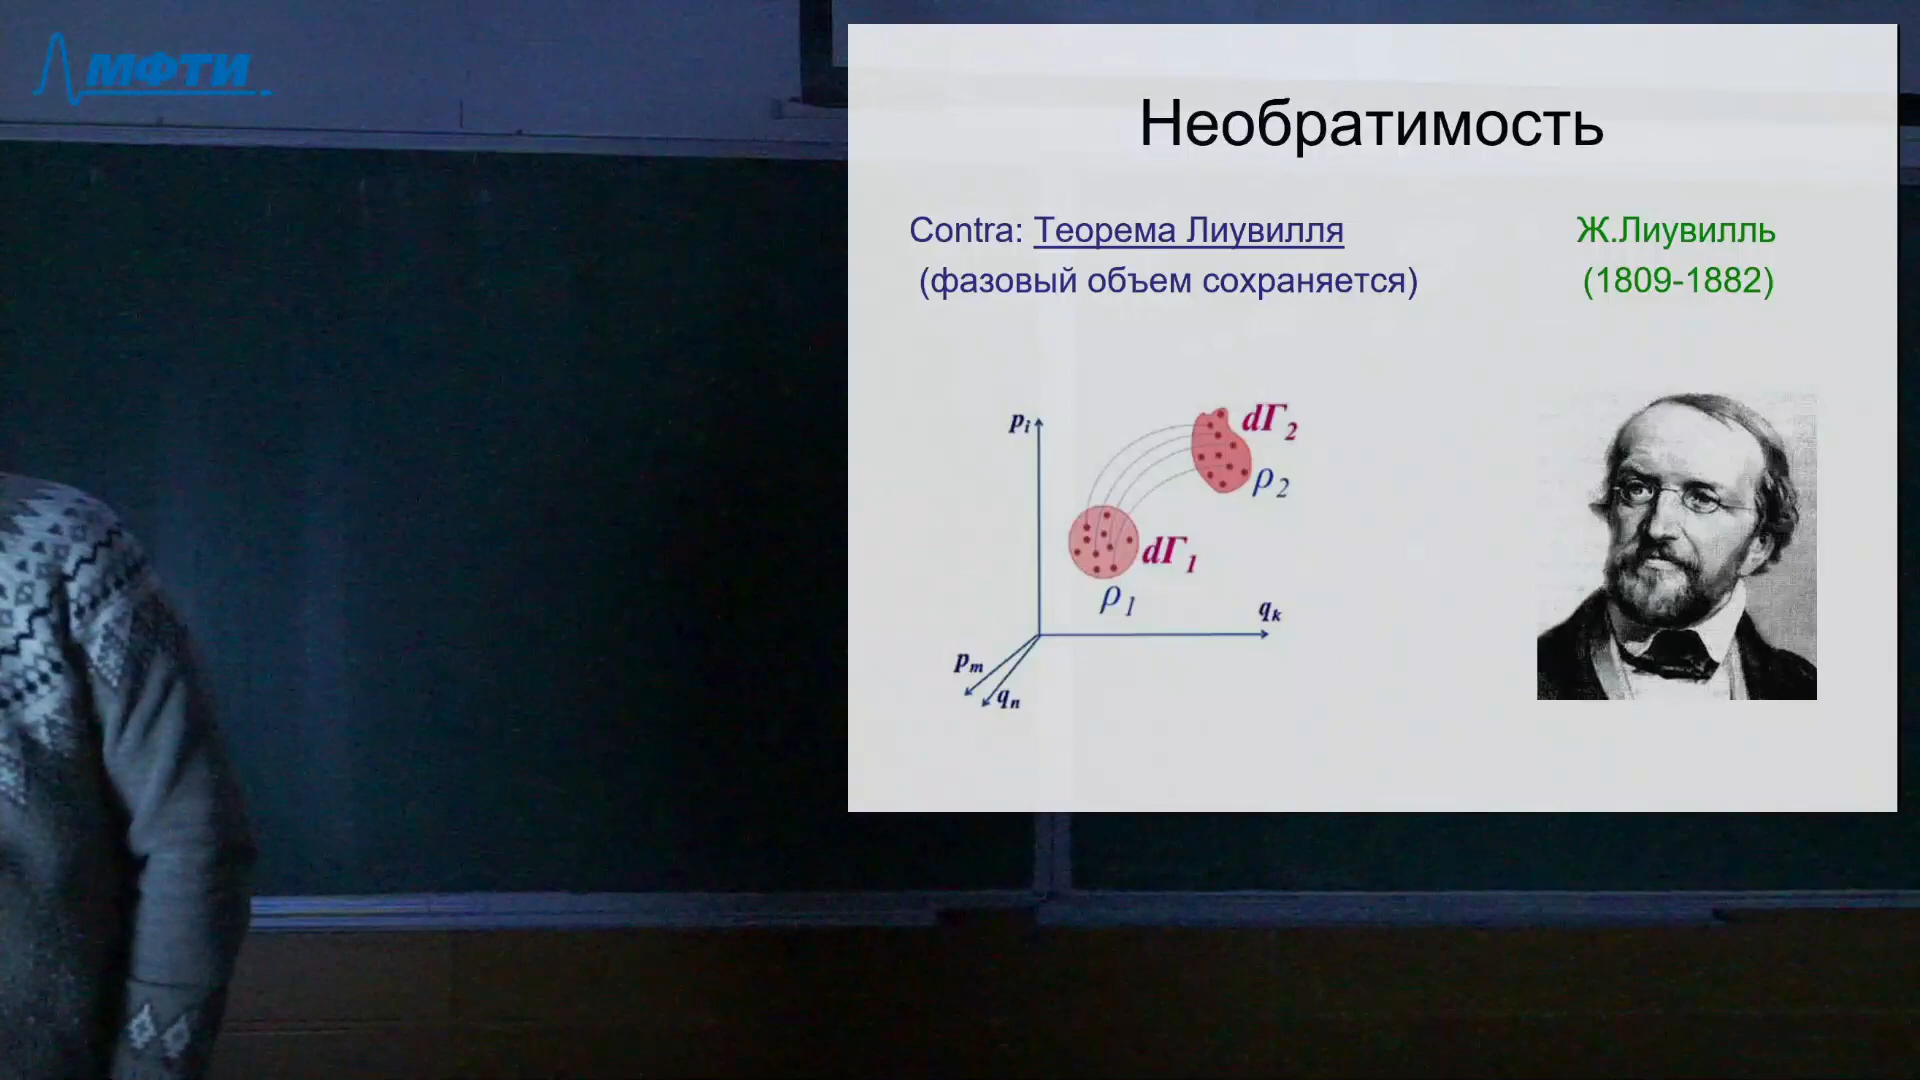 МФТИ
Необратимость
Contra: Теорема Лиувилля
(фазовый объем сохраняется)
Ж.Лиувилль
(1809-1882)
pi
dГ2
ρ2
dГ1
ρ1
qk
pm
qn